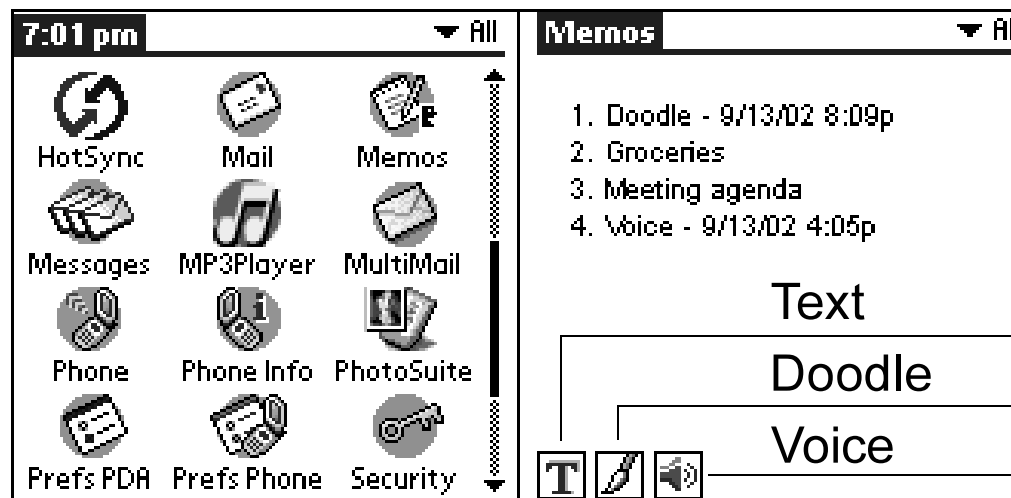 7:01 pm All
HotSync Mail Memos
Messages MP3Player MultiMail
Phone Phone Info PhotoSuite
Prefs PDA Prefs Phone Security
Memos
1. Doodle - 9/13/02 8:09p
2. Groceries
3. Meeting agenda
4. Voice - 9/13/02 4:05p
Text
Doodle
Voice
T